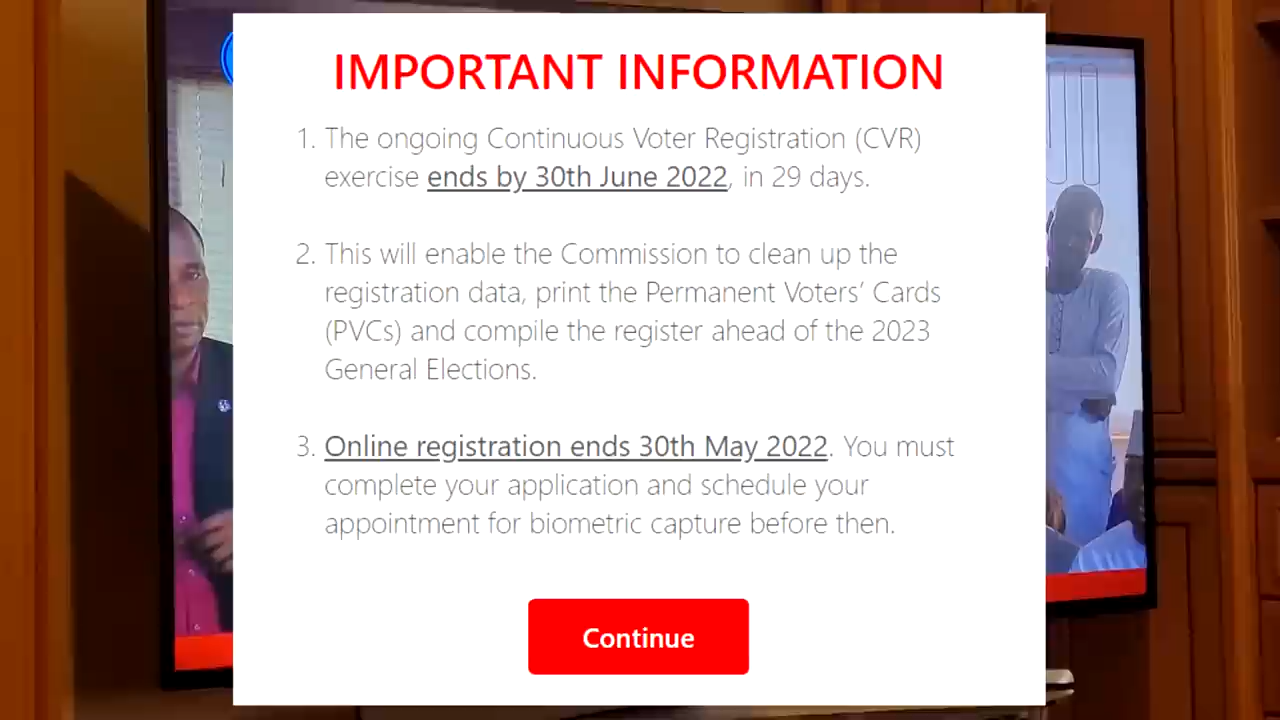 IMPORTANT INFORMATION
1. The ongoing Continuous Voter Registration (CVR)
exercise ends by 30th June 2022, in 29 days.
2. This will enable the Commission to clean up the
registration data, print the Permanent Voters’ Cards
(PVCs) and compile the register ahead of the 2023
General Elections.
3. Online registration ends 30th May 2022. You must
complete your application and schedule your
appointment for biometric capture before then.
Continue